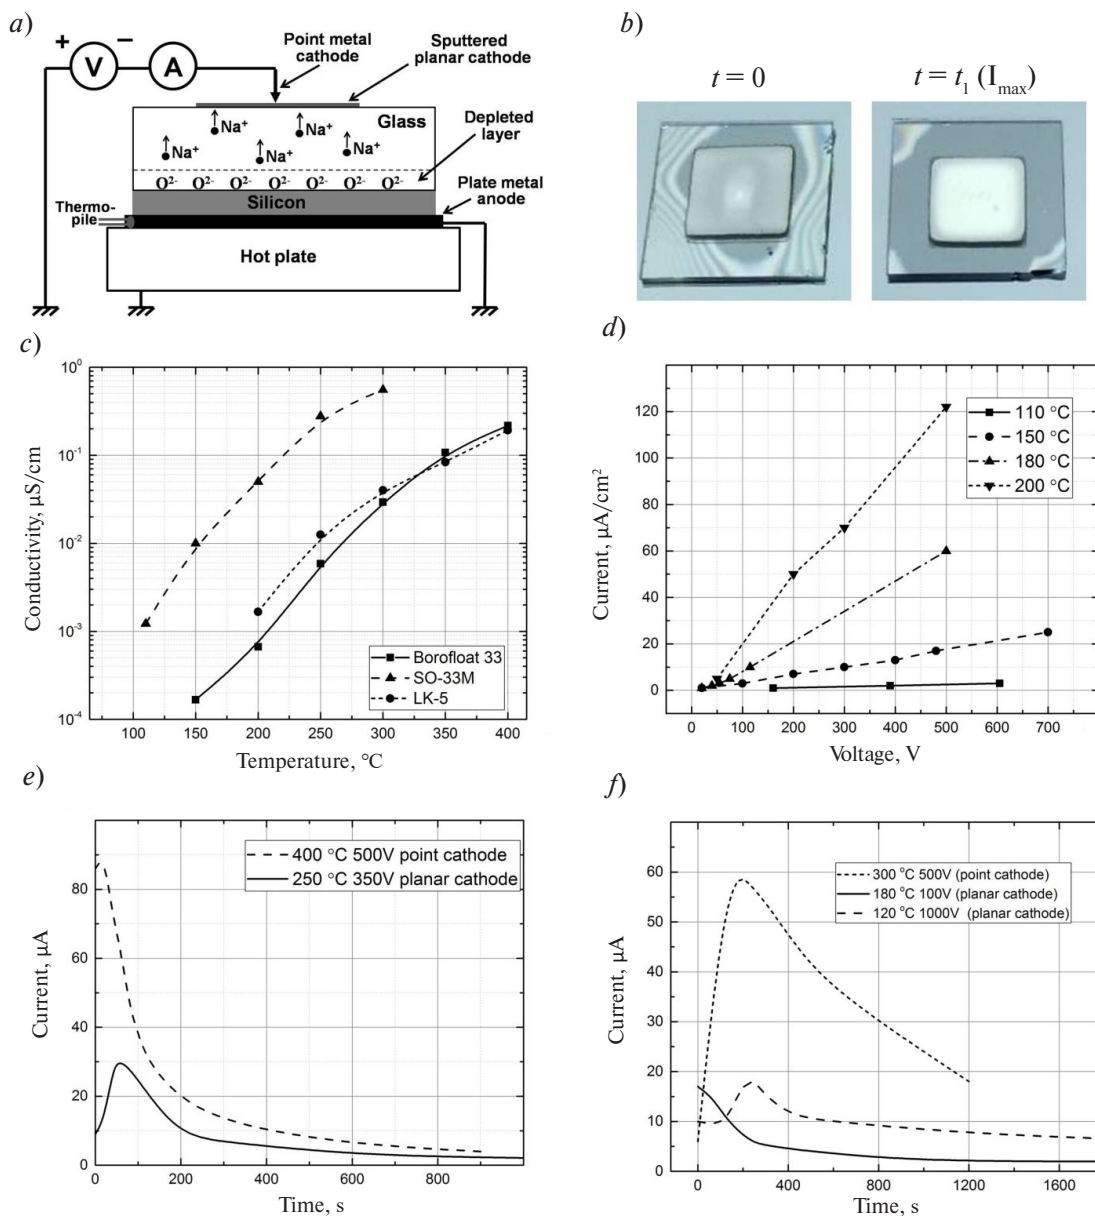 a)
+ −
V
A
Point metal
cathode
Sputtered
planar cathode
Glass
Depleted
layer
Na⁺
Na⁺
Na⁺
Na⁺
Na⁺
O²⁻ O²⁻ O²⁻ O²⁻ O²⁻ O²⁻ O²⁻
Plate metal
anode
Silicon
Thermo-
pile
Hot plate
b)
t = 0
t = t₁ (Iₘₐₓ)
c)
Conductivity, μS/cm
10⁰
10⁻¹
10⁻²
10⁻³
10⁻⁴
Borofloat 33
SO-33M
LK-5
100 150 200 250 300 350 400
Temperature, °C
d)
Current, μA/cm²
120
100
80
60
40
20
0
110 °C
150 °C
180 °C
200 °C
0 100 200 300 400 500 600 700
Voltage, V
e)
Current, μA
80
60
40
20
0
400 °C 500V point cathode
250 °C 350V planar cathode
0 200 400 600 800
Time, s
f)
Current, μA
70
60
50
40
30
20
10
0
300 °C 500V (point cathode)
180 °C 100V (planar cathode)
120 °C 1000V (planar cathode)
0 400 800 1200 1600
Time, s